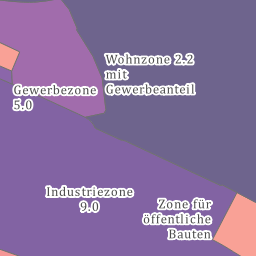 Wohnzone 2.2
mit
Gewerbeanteil
Gewerbezone
5.0
Industriezone
9.0
Zone für
öffentliche
Bauten